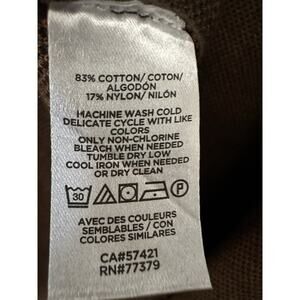 83% COTTON/ COTON/
ALGODÓN
17% NYLON/ NILÓN
MACHINE WASH COLD
DELICATE CYCLE WITH LIKE
COLORS
ONLY NON-CHLORINE
BLEACH WHEN NEEDED
TUMBLE DRY LOW
COOL IRON WHEN NEEDED
OR DRY CLEAN
30 P
AVEC DES COULEURS
SEMBLABLES / CON
COLORES SIMILARES
CA#57421
RN#77379